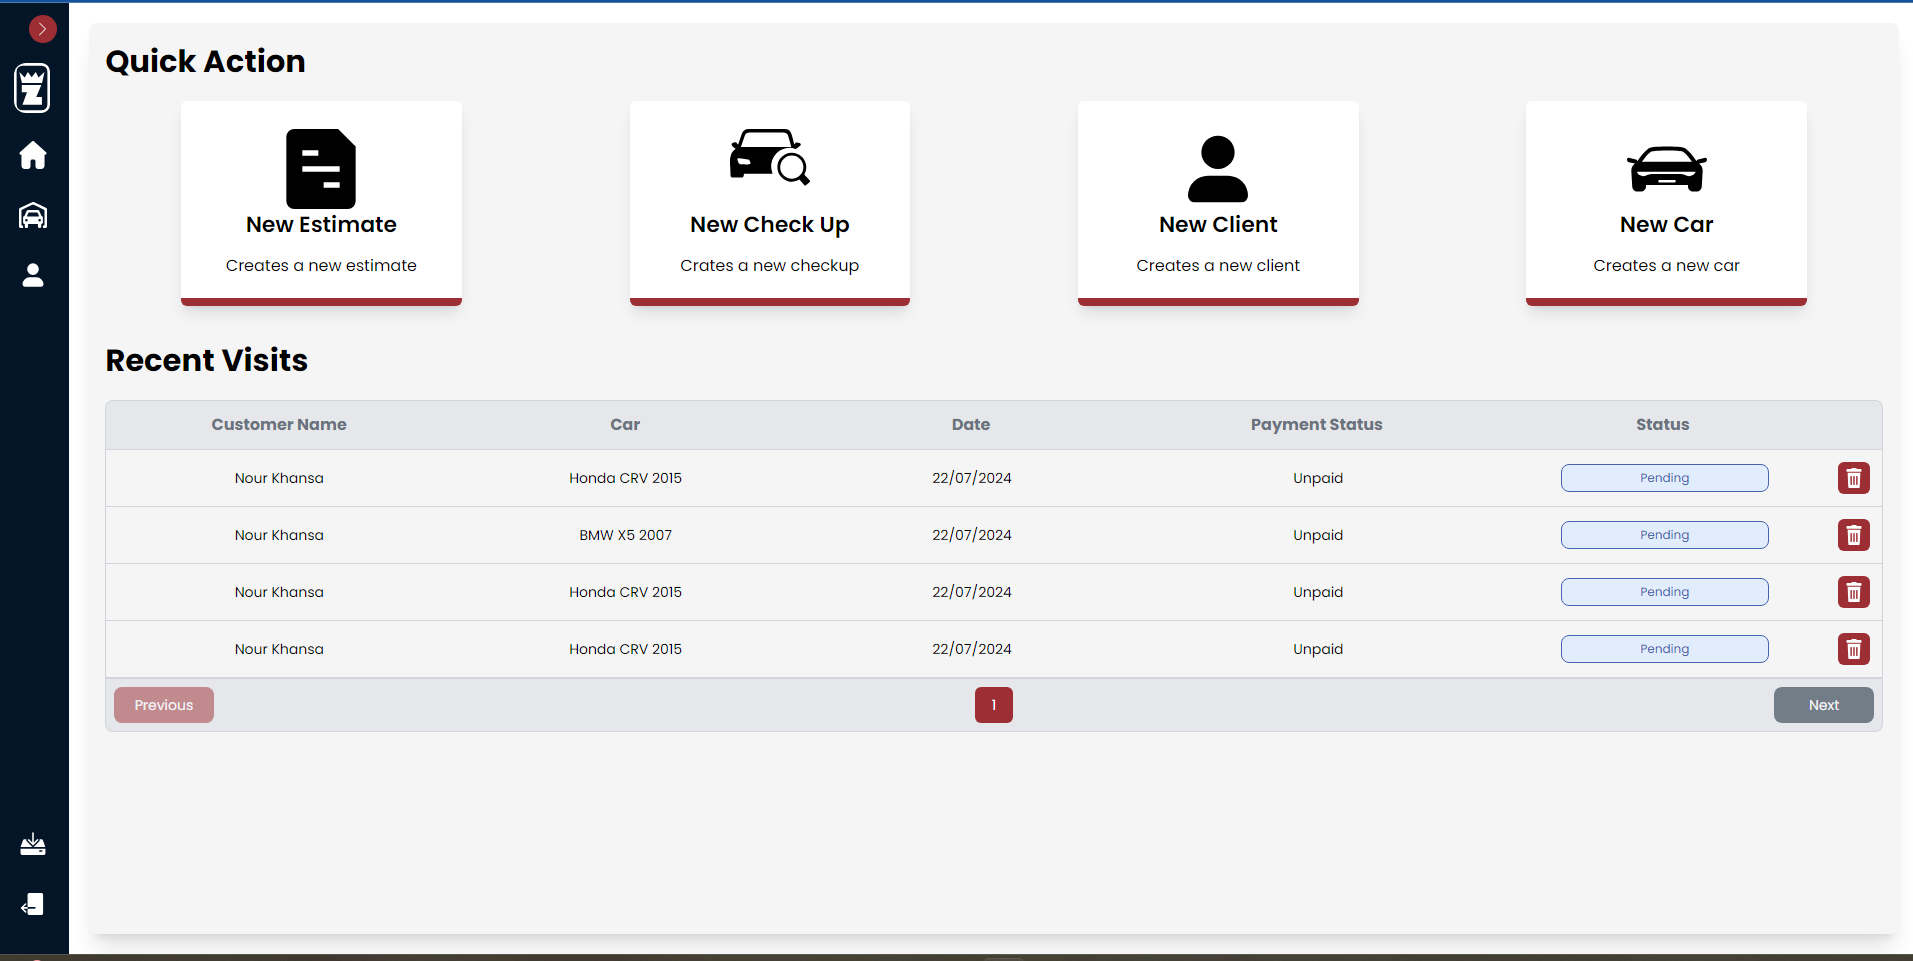 Quick Action
New Estimate
Creates a new estimate
New Check Up
Crates a new checkup
New Client
Creates a new client
New Car
Creates a new car
Recent Visits
Customer Name Car Date Payment Status Status
Nour Khansa Honda CRV 2015 22/07/2024 Unpaid Pending
Nour Khansa BMW X5 2007 22/07/2024 Unpaid Pending
Nour Khansa Honda CRV 2015 22/07/2024 Unpaid Pending
Nour Khansa Honda CRV 2015 22/07/2024 Unpaid Pending
Previous 1 Next
Z